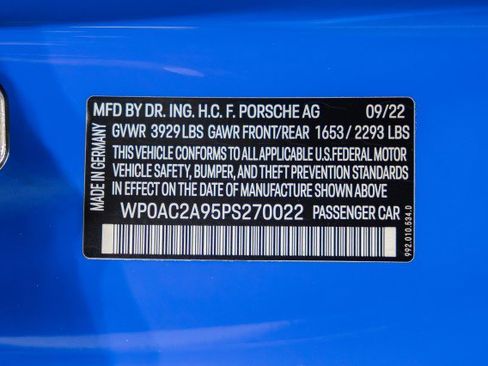 MFD BY DR. ING. H.C. F. PORSCHE AG 09/22
GVWR 3929 LBS GAWR FRONT/REAR 1653 / 2293 LBS
THIS VEHICLE CONFORMS TO ALL APPLICABLE U.S. FEDERAL MOTOR
VEHICLE SAFETY, BUMPER, AND THEFT PREVENTION STANDARDS
IN EFFECT ON THE DATE OF MANUFACTURE SHOWN ABOVE
WP0AC2A95PS270022 PASSENGER CAR
MADE IN GERMANY
992.010.534.0